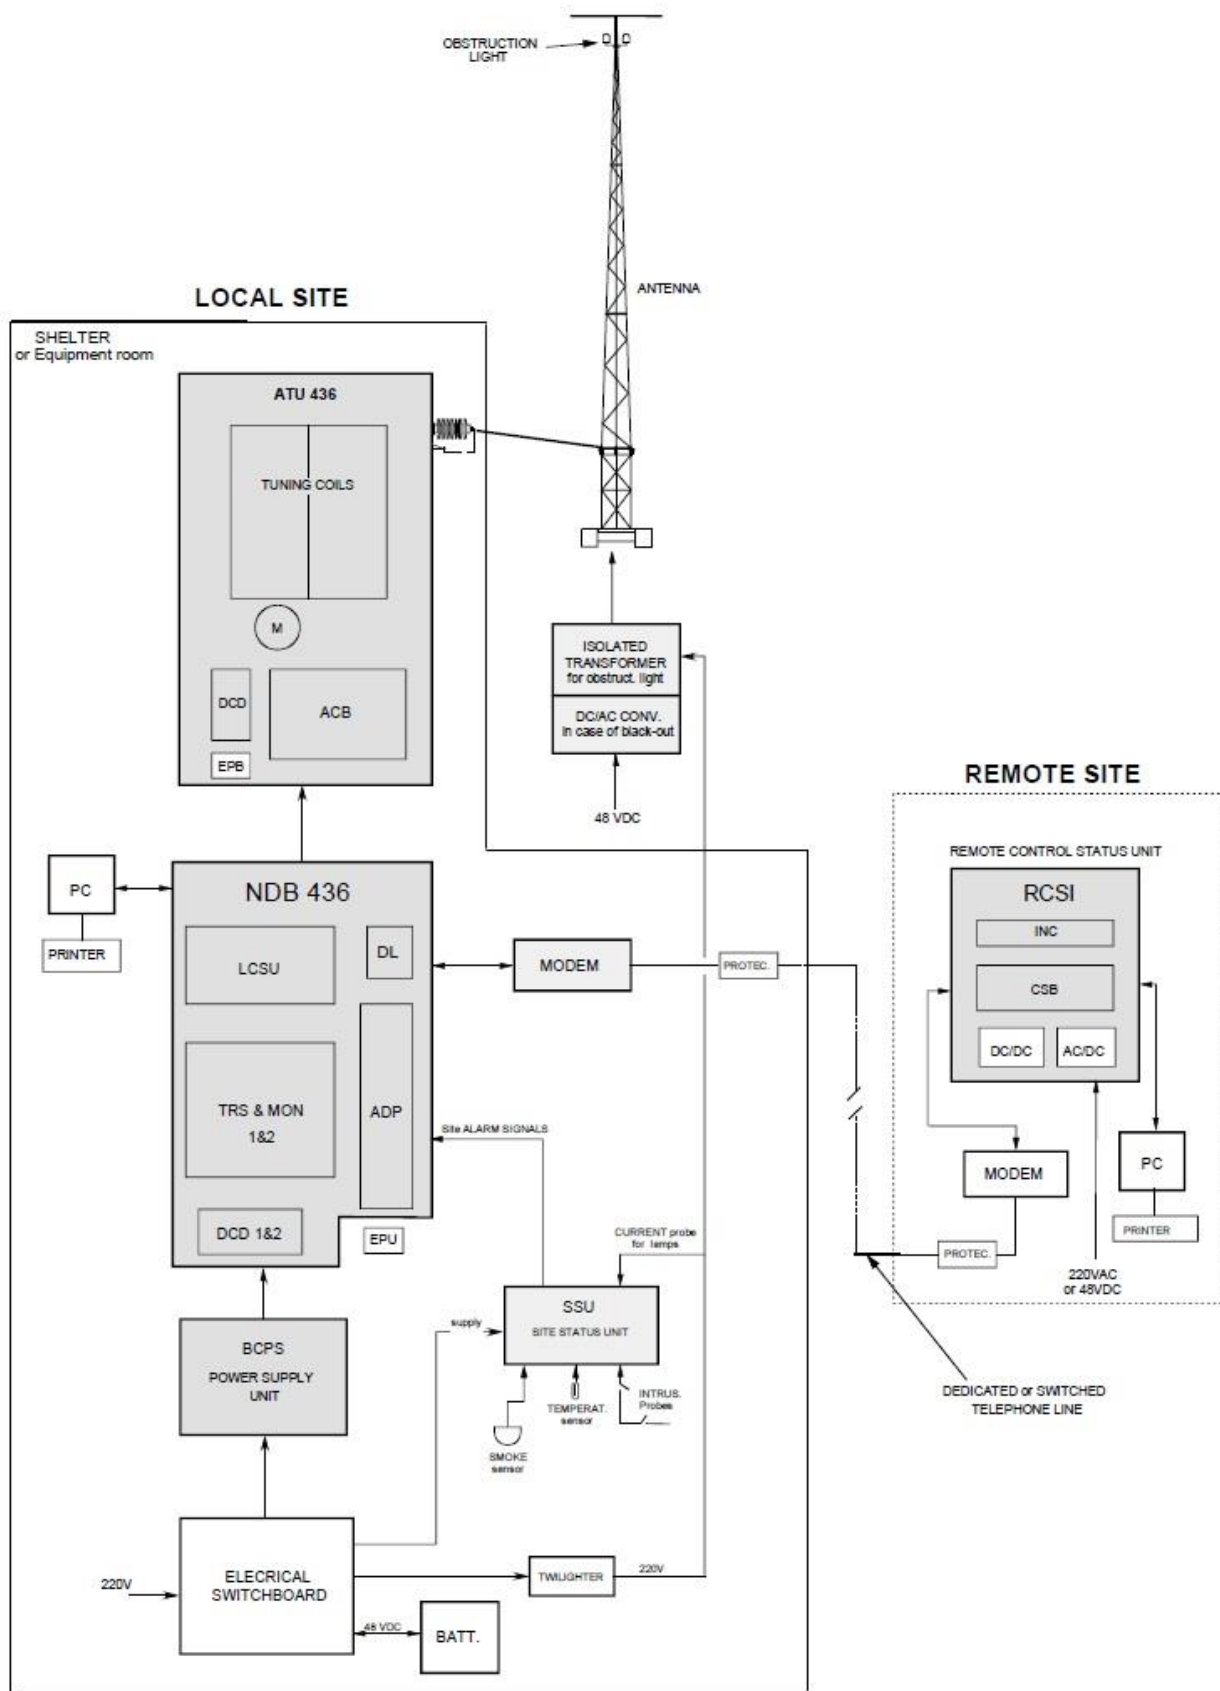 OBSTRUCTION
LIGHT
ANTENNA
LOCAL SITE
SHELTER
or Equipment room
ATU 436
TUNING COILS
M
DCD
ACB
EPB
ISOLATED
TRANSFORMER
for obstruct. light
DC/AC CONV.
in case of black-out
48 VDC
REMOTE SITE
REMOTE CONTROL STATUS UNIT
RCSI
INC
CSB
DC/DC
AC/DC
MODEM
PC
PRINTER
PROTEC.
220VAC
or 48VDC
PC
PRINTER
NDB 436
LCSU
DL
MODEM
PROTEC.
TRS & MON
1&2
ADP
Site ALARM SIGNALS
DCD 1&2
EPU
CURRENT probe
for lamps
BCPS
POWER SUPPLY
UNIT
supply
SSU
SITE STATUS UNIT
SMOKE
sensor
TEMPERAT.
sensor
INTRUS.
Probes
DEDICATED or SWITCHED
TELEPHONE LINE
220V
ELECRICAL
SWITCHBOARD
TWILIGHTER
220V
48 VDC
BATT.